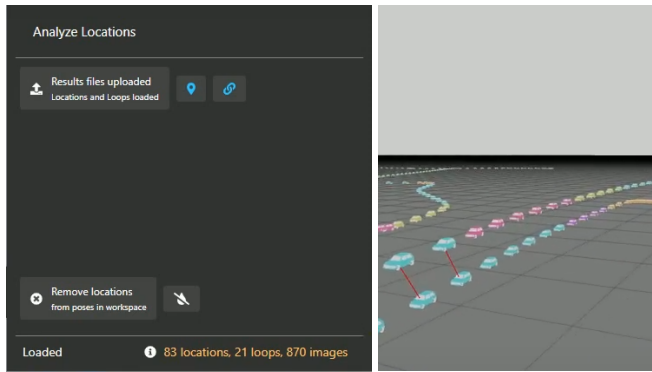 Analyze Locations
Results files uploaded
Locations and Loops loaded
Remove locations
from poses in workspace
Loaded
83 locations, 21 loops, 870 images